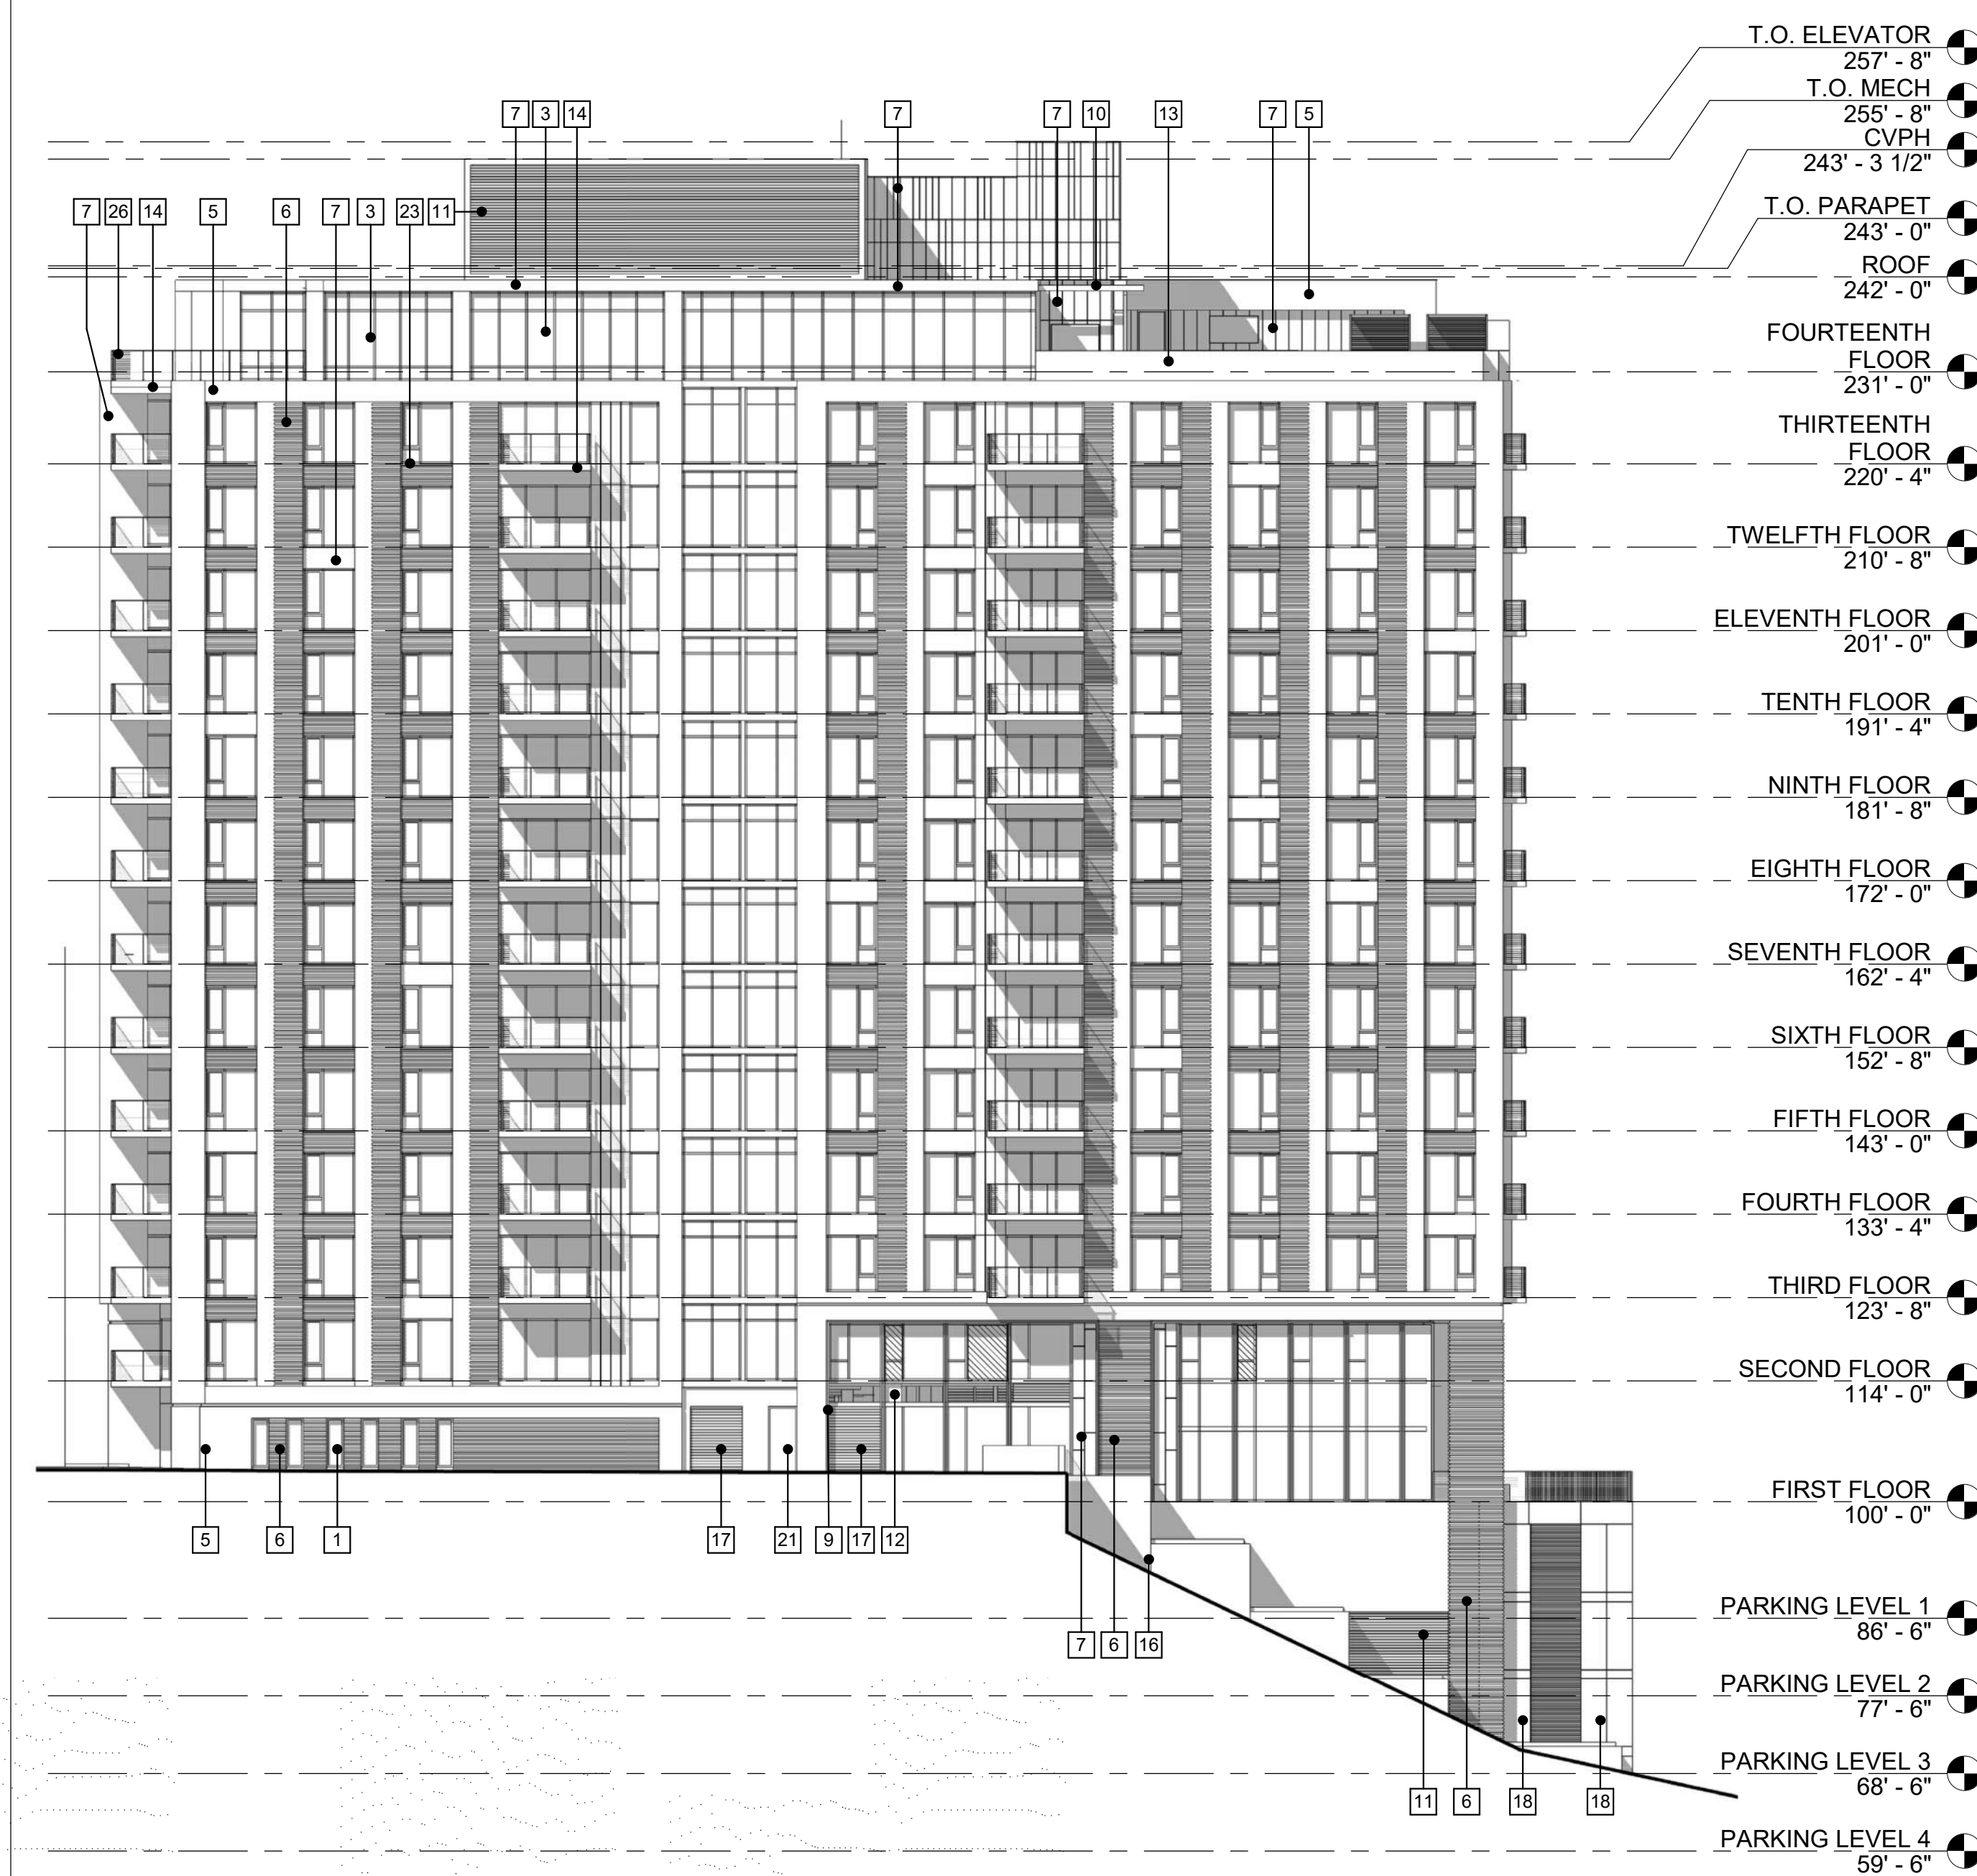 T.O. ELEVATOR
257' - 8"
T.O. MECH
255' - 8"
CVPH
243' - 3 1/2"
T.O. PARAPET
243' - 0"
ROOF
242' - 0"
FOURTEENTH
FLOOR
231' - 0"
THIRTEENTH
FLOOR
220' - 4"
TWELFTH FLOOR
210' - 8"
ELEVENTH FLOOR
201' - 0"
TENTH FLOOR
191' - 4"
NINTH FLOOR
181' - 8"
EIGHTH FLOOR
172' - 0"
SEVENTH FLOOR
162' - 4"
SIXTH FLOOR
152' - 8"
FIFTH FLOOR
143' - 0"
FOURTH FLOOR
133' - 4"
THIRD FLOOR
123' - 8"
SECOND FLOOR
114' - 0"
FIRST FLOOR
100' - 0"
PARKING LEVEL 1
86' - 6"
PARKING LEVEL 2
77' - 6"
PARKING LEVEL 3
68' - 6"
PARKING LEVEL 4
59' - 6"
7 3 14 7 7 10 13 7 5
7 26 14 5 6 7 3 23 11
5 6 1 17 21 9 17 12
7 6 16
11 6 18 18